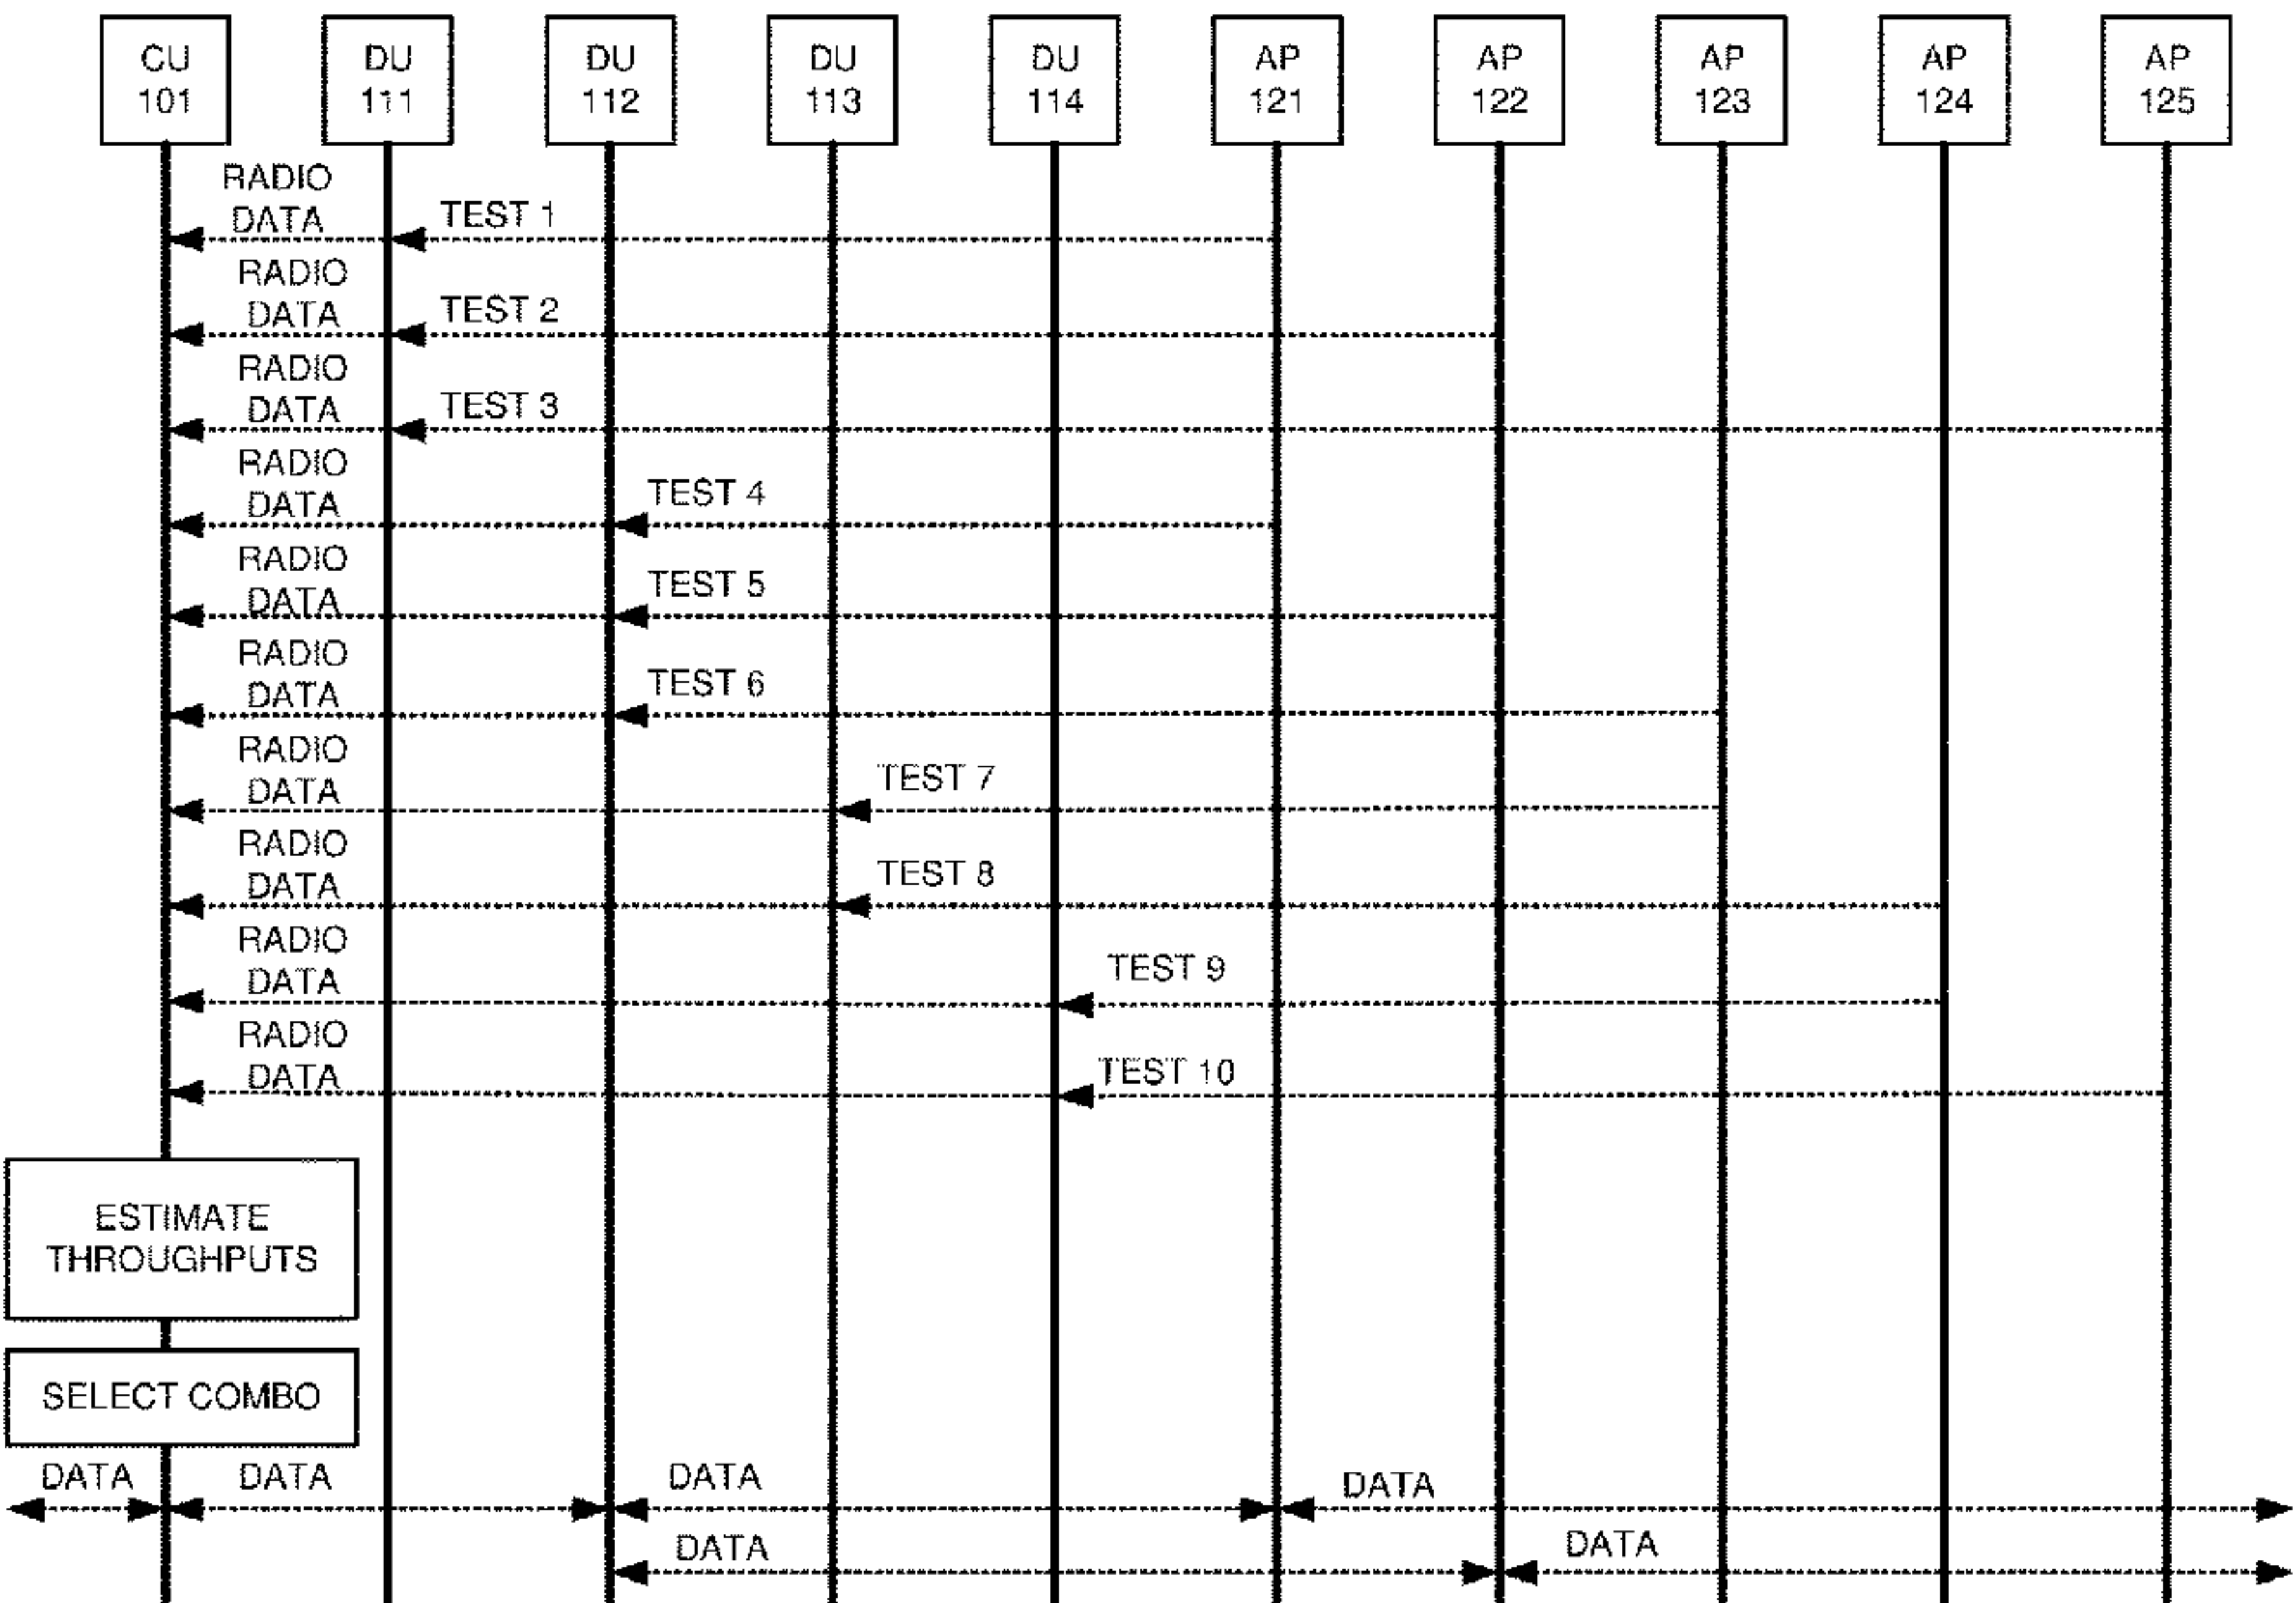 CU
101
DU
111
DU
112
DU
113
DU
114
AP
121
AP
122
AP
123
AP
124
AP
125
RADIO
DATA
TEST 1
RADIO
DATA
TEST 2
RADIO
DATA
TEST 3
RADIO
DATA
TEST 4
RADIO
DATA
TEST 5
RADIO
DATA
TEST 6
RADIO
DATA
TEST 7
RADIO
DATA
TEST 8
RADIO
DATA
TEST 9
RADIO
DATA
TEST 10
ESTIMATE
THROUGHPUTS
SELECT COMBO
DATA
DATA
DATA
DATA
DATA
DATA